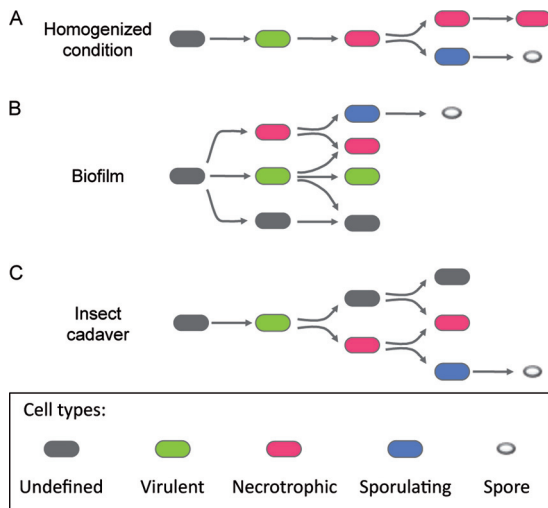 A
Homogenized
condition
B
Biofilm
C
Insect
cadaver
Cell types:
Undefined Virulent Necrotrophic Sporulating Spore